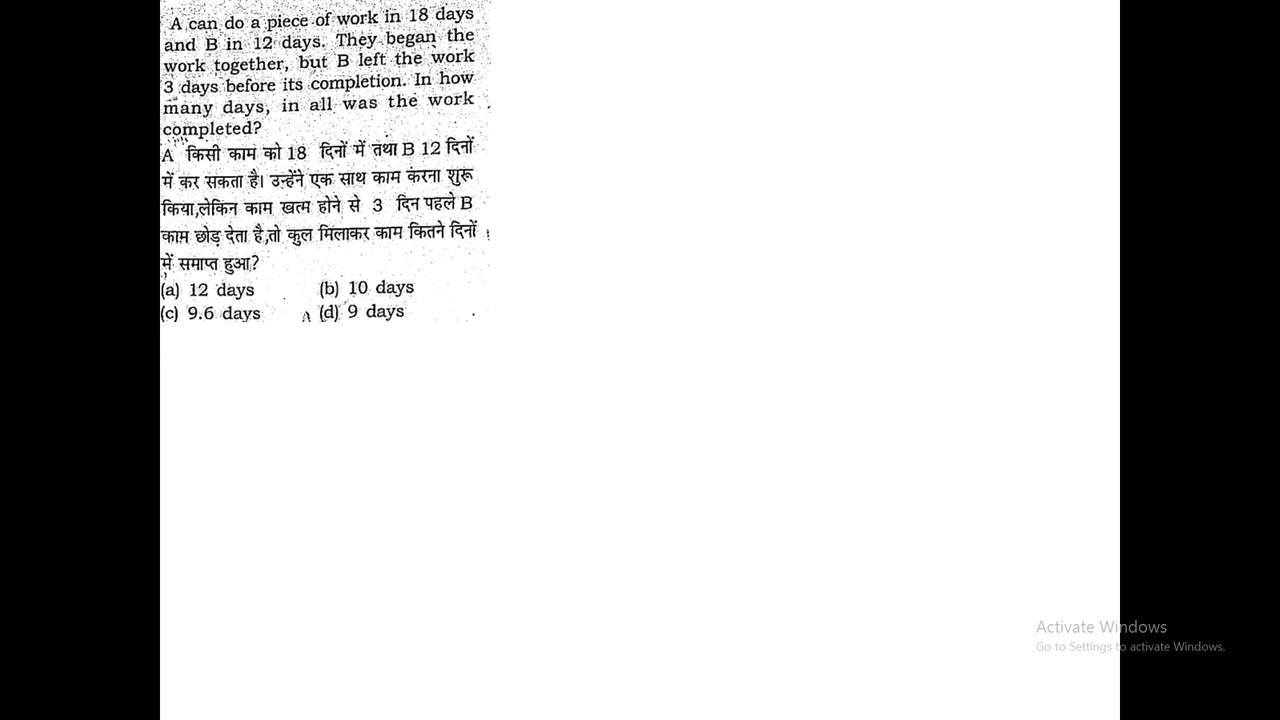 A can do a piece of work in 18 days
and B in 12 days. They began the
work together, but B left the work
3 days before its completion. In how
many days, in all was the work
completed?
A किसी काम को 18 दिनों में तथा B 12 दिनों
में कर सकता है। उन्हेंने एक साथ काम करना शुरू
किया,लेकिन काम खत्म होने से 3 दिन पहले B
काम छोड़ देता है,तो कुल मिलाकर काम कितने दिनों
में समाप्त हुआ?
(a) 12 days (b) 10 days
(c) 9.6 days (d) 9 days
Activate Windows
Go to Settings to activate Windows.